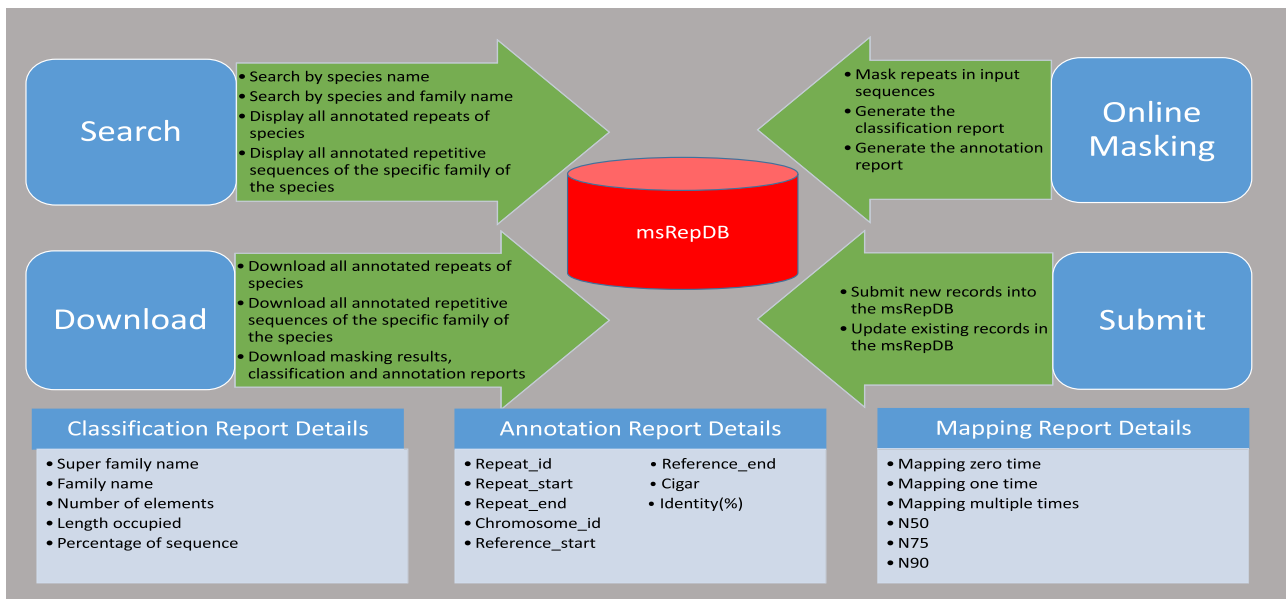 Search
• Search by species name
• Search by species and family name
• Display all annotated repeats of
species
• Display all annotated repetitive
sequences of the specific family of
the species
• Mask repeats in input
sequences
• Generate the
classification report
• Generate the annotation
report
Online
Masking
msRepDB
Download
• Download all annotated repeats of
species
• Download all annotated repetitive
sequences of the specific family of
the species
• Download masking results,
classification and annotation reports
• Submit new records into
the msRepDB
• Update existing records in
the msRepDB
Submit
Classification Report Details
• Super family name
• Family name
• Number of elements
• Length occupied
• Percentage of sequence
Annotation Report Details
• Repeat_id
• Repeat_start
• Repeat_end
• Chromosome_id
• Reference_start
• Reference_end
• Cigar
• Identity(%)
Mapping Report Details
• Mapping zero time
• Mapping one time
• Mapping multiple times
• N50
• N75
• N90